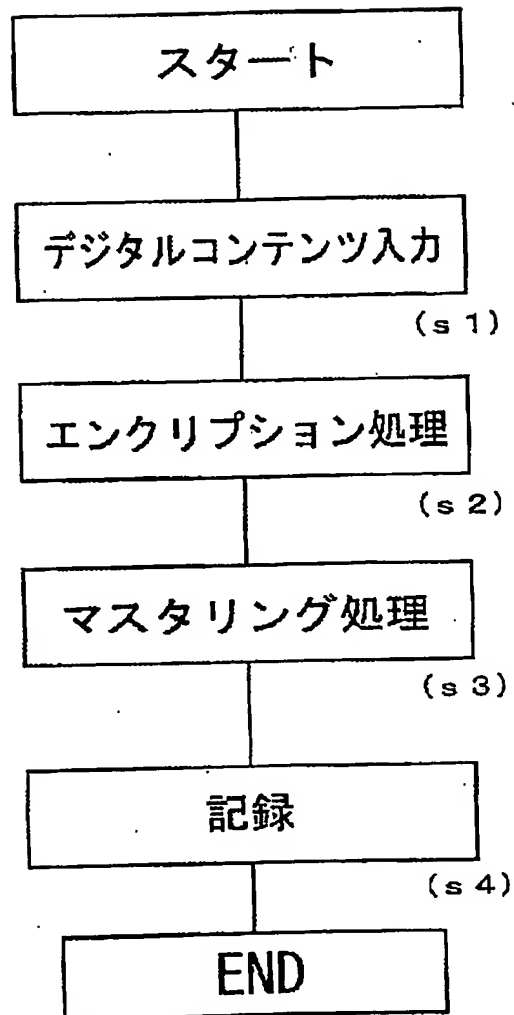 スタート
デジタルコンテンツ入力
(s 1)
エンクリプション処理
(s 2)
マスタリング処理
(s 3)
記録
(s 4)
END